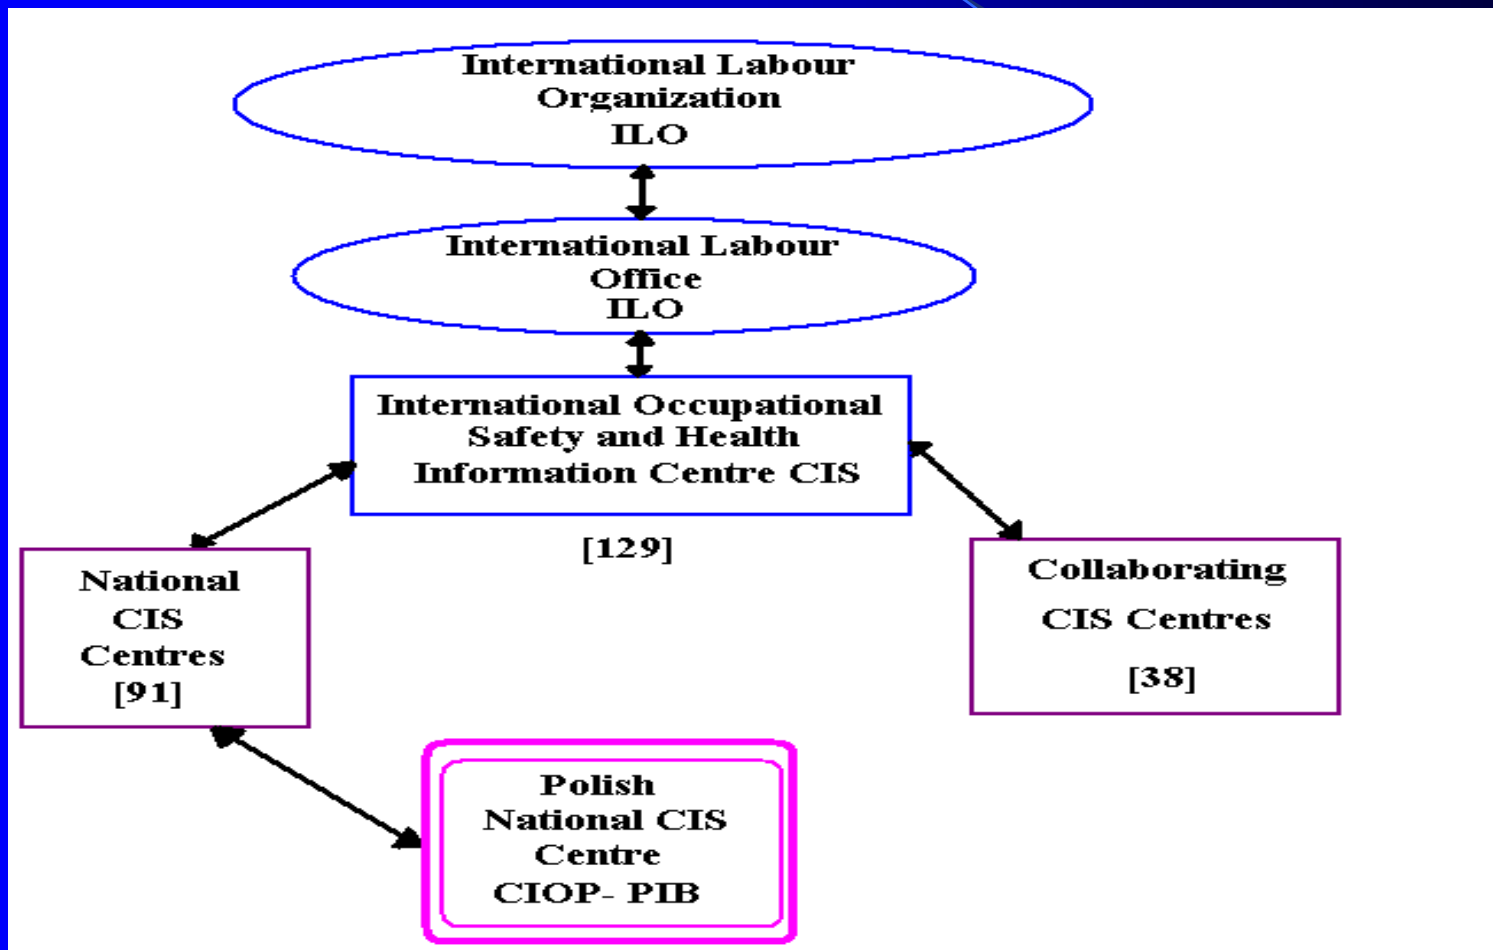 International Labour
Organization
ILO
International Labour
Office
ILO
International Occupational
Safety and Health
Information Centre CIS
[129]
National
CIS
Centres
[91]
Collaborating
CIS Centres
[38]
Polish
National CIS
Centre
CIOP- PIB